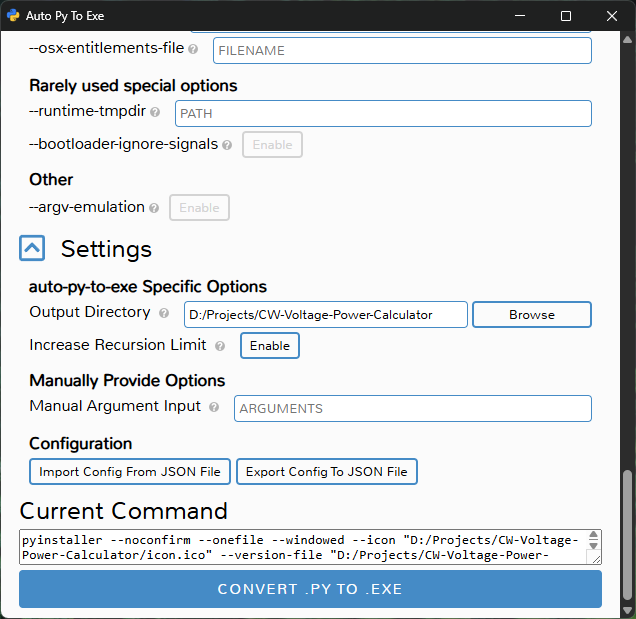 Auto Py To Exe
--osx-entitlements-file ? FILENAME
Rarely used special options
--runtime-tmpdir ? PATH
--bootloader-ignore-signals ? Enable
Other
--argv-emulation ? Enable
Settings
auto-py-to-exe Specific Options
Output Directory ? D:/Projects/CW-Voltage-Power-Calculator Browse
Increase Recursion Limit ? Enable
Manually Provide Options
Manual Argument Input ? ARGUMENTS
Configuration
Import Config From JSON File Export Config To JSON File
Current Command
pyinstaller --noconfirm --onefile --windowed --icon "D:/Projects/CW-Voltage-
Power-Calculator/icon.ico" --version-file "D:/Projects/CW-Voltage-Power-
CONVERT .PY TO .EXE